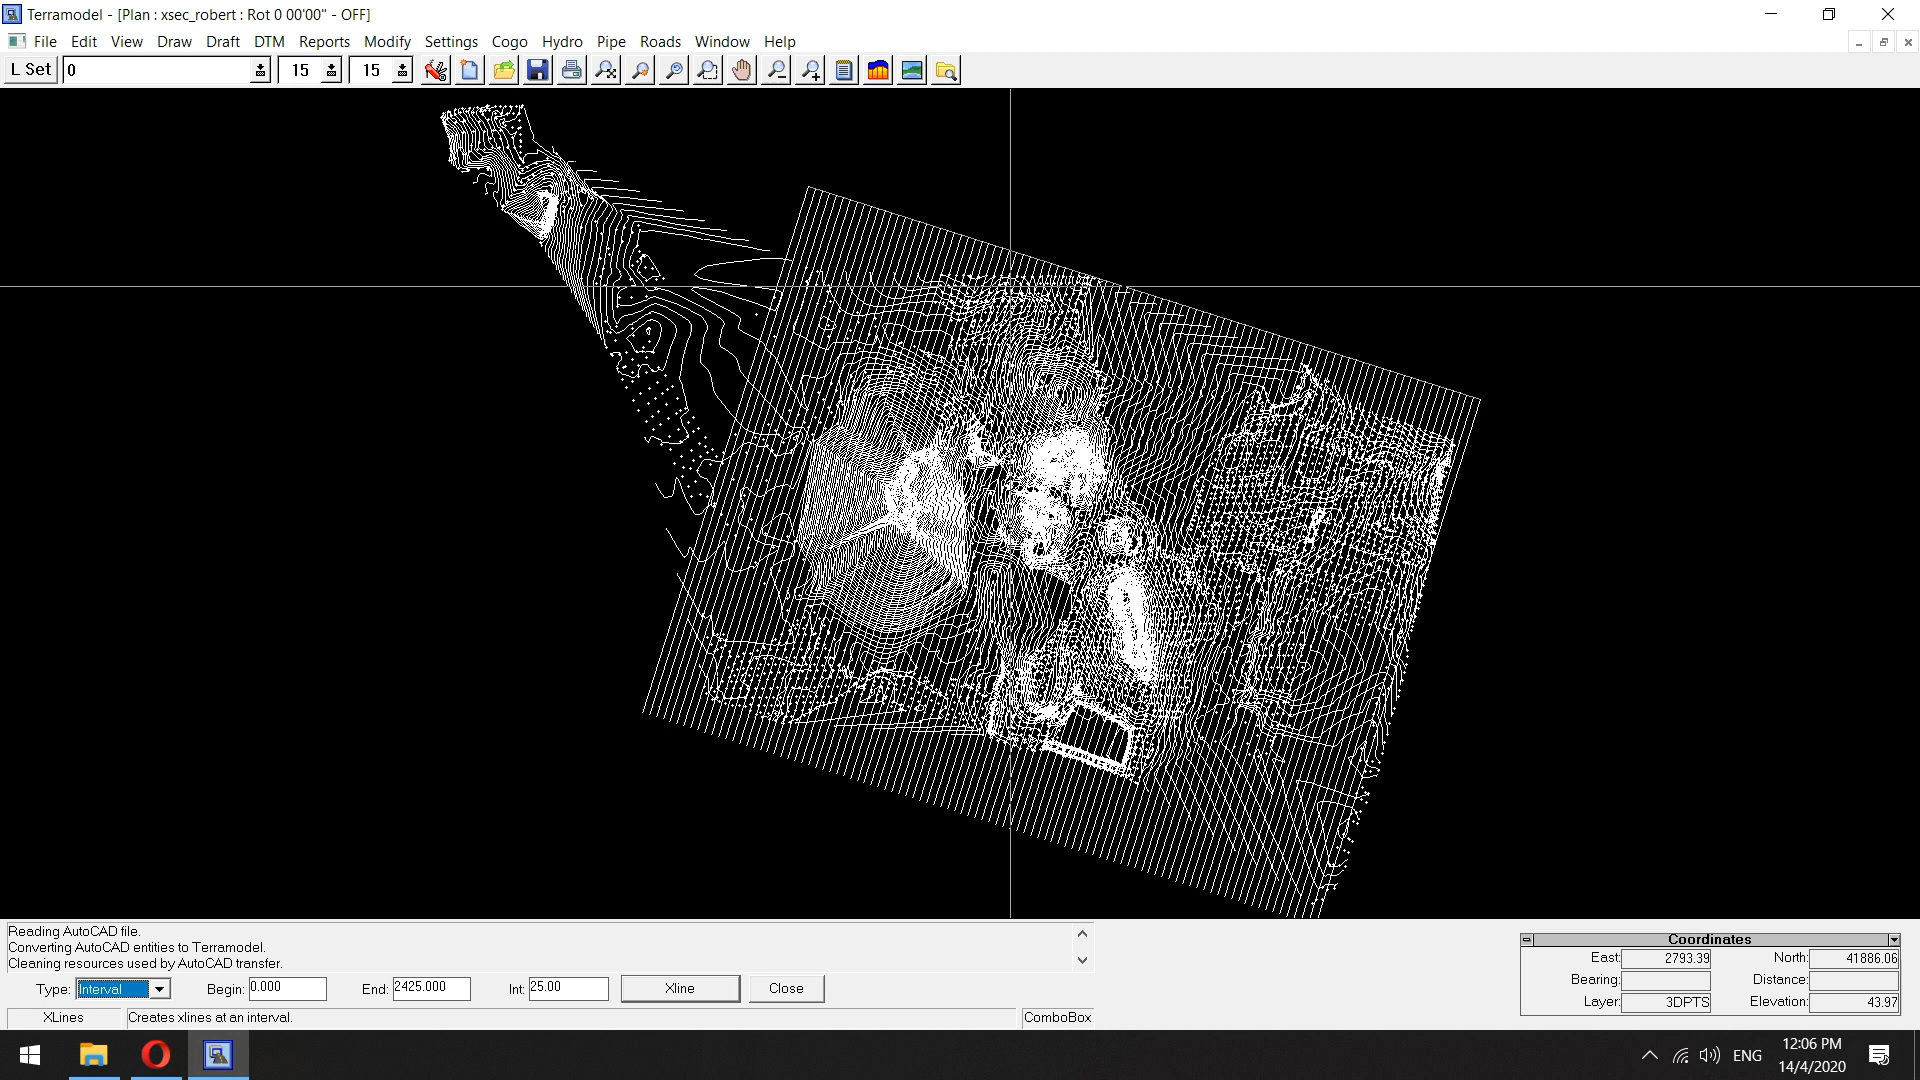 Terramodel - [Plan : xsec_robert : Rot 0 00'00" - OFF]
File Edit View Draw Draft DTM Reports Modify Settings Cogo Hydro Pipe Roads Window Help
L Set 0 15 15
Reading AutoCAD file.
Converting AutoCAD entities to Terramodel.
Cleaning resources used by AutoCAD transfer.
Type: Interval Begin: 0.000 End: 2425.000 Int: 25.00 Xline Close
XLines Creates xlines at an interval. ComboBox
Coordinates
East: 2793.39 North: 41886.06
Bearing: Distance:
Layer: 3DPTS Elevation: 43.97
ENG
12:06 PM
14/4/2020